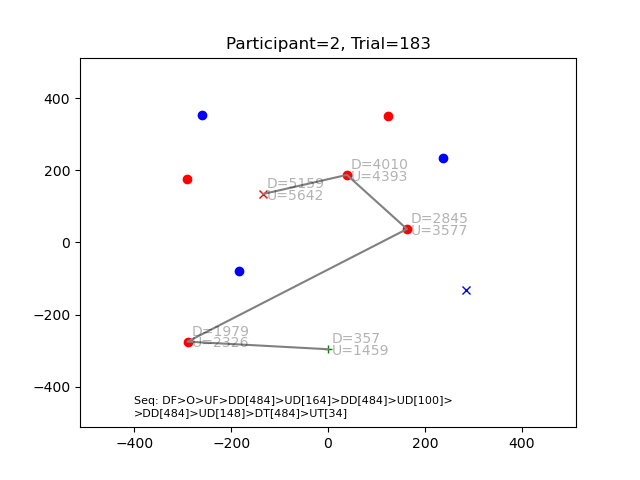 Participant=2, Trial=183
400
200
0
−200
−400
D=5159
U=5642
D=4010
U=4393
D=2845
U=3577
D=1979
U=2326
D=357
U=1459
Seq: DF>O>UF>DD[484]>UD[164]>DD[484]>UD[100]>
>DD[484]>UD[148]>DT[484]>UT[34]
−400
−200
0
200
400